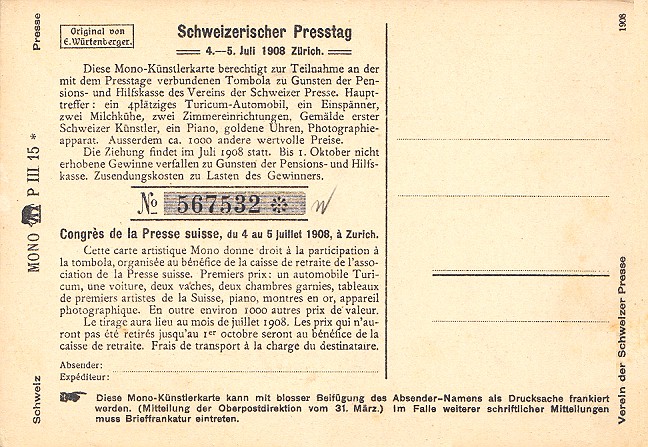 Presse
Original von
E. Würtenberger.
Schweizerischer Presstag
4.—5. Juli 1908 Zürich.
Diese Mono-Künstlerkarte berechtigt zur Teilnahme an der
mit dem Presstage verbundenen Tombola zu Gunsten der Pen-
sions- und Hilfskasse des Vereins der Schweizer Presse. Haupt-
treffer: ein 4plätziges Turicum-Automobil, ein Einspänner,
zwei Milchkühe, zwei Zimmereinrichtungen, Gemälde erster
Schweizer Künstler, ein Piano, goldene Uhren, Photographie-
apparat. Ausserdem ca. 1000 andere wertvolle Preise.
Die Ziehung findet im Juli 1908 statt. Bis 1. Oktober nicht
erhobene Gewinne verfallen zu Gunsten der Pensions- und Hilfs-
kasse. Zusendungskosten zu Lasten des Gewinners.
No 567532 *
Congrès de la Presse suisse, du 4 au 5 juillet 1908, à Zurich.
Cette carte artistique Mono donne droit à la participation à
la tombola, organisée au bénéfice de la caisse de retraite de l'asso-
ciation de la Presse suisse. Premiers prix: un automobile Turi-
cum, une voiture, deux vaches, deux chambres garnies, tableaux
de premiers artistes de la Suisse, piano, montres en or, appareil
photographique. En outre environ 1000 autres prix de valeur.
Le tirage aura lieu au mois de juillet 1908. Les prix qui n'au-
ront pas été retirés jusqu'au 1er octobre seront au bénéfice de la
caisse de retraite. Frais de transport à la charge du destinataire.
Absender:
Expéditeur:
Diese Mono-Künstlerkarte kann mit blosser Beifügung des Absender-Namens als Drucksache frankiert
werden. (Mitteilung der Oberpostdirektion vom 31. März.) Im Falle weiterer schriftlicher Mitteilungen
muss Brieffrankatur eintreten.
MONO P III 15 *
Schweiz
1908
Verein der Schweizer Presse